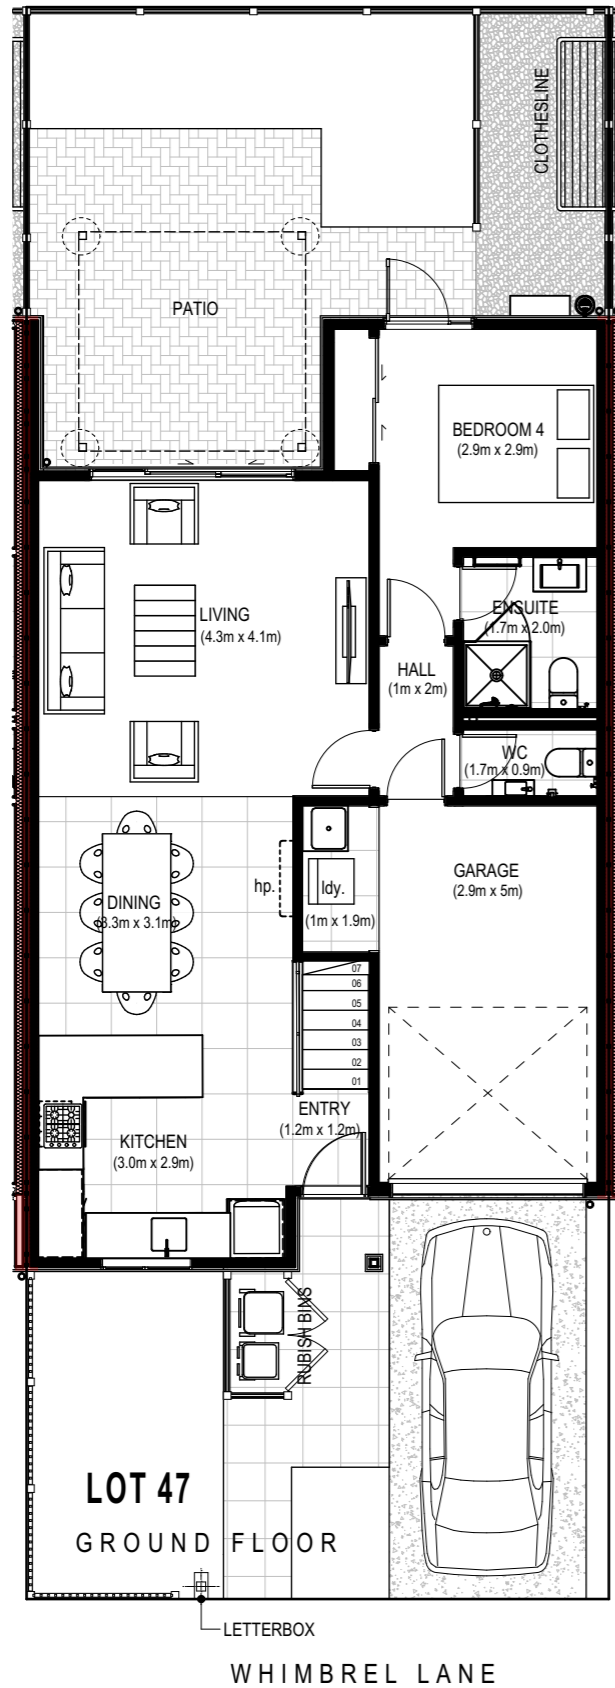 CLOTHESLINE
PATIO
BEDROOM 4
(2.9m x 2.9m)
LIVING
(4.3m x 4.1m)
ENSUITE
(1.7m x 2.0m)
HALL
(1m x 2m)
WC
(1.7m x 0.9m)
GARAGE
(2.9m x 5m)
hp.
ldy.
(1m x 1.9m)
DINING
(3.3m x 3.1m)
07
06
05
04
03
02
01
ENTRY
(1.2m x 1.2m)
KITCHEN
(3.0m x 2.9m)
RUBISH BINS
LOT 47
GROUND FLOOR
LETTERBOX
WHIMBREL LANE